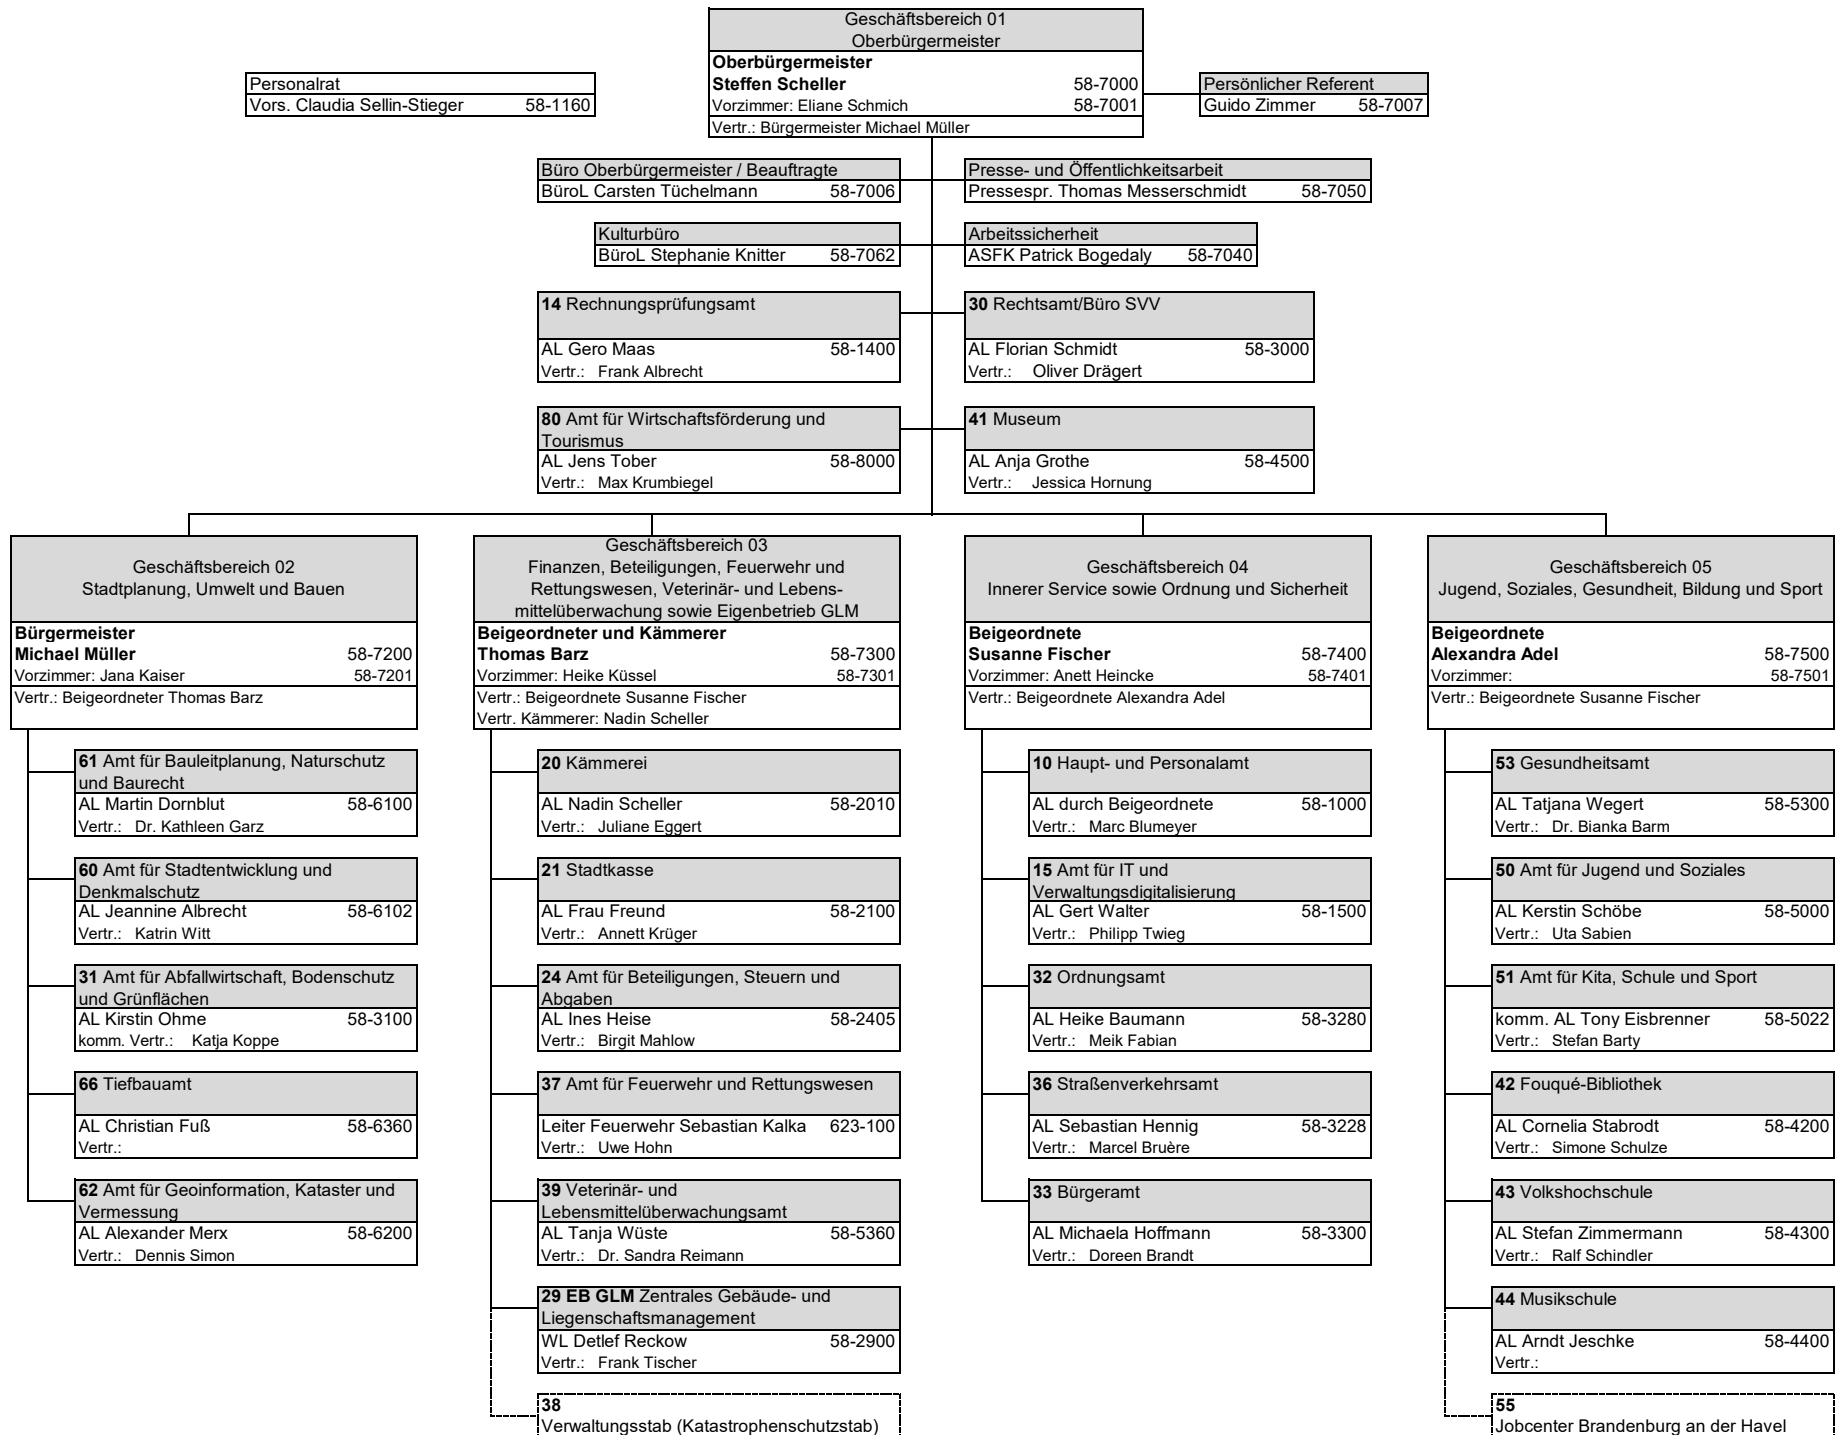 Geschäftsbereich 01
Oberbürgermeister
Oberbürgermeister
Steffen Scheller 58-7000
Vorzimmer: Eliane Schmich 58-7001
Vertr.: Bürgermeister Michael Müller
Personalrat
Vors. Claudia Sellin-Stieger 58-1160
Persönlicher Referent
Guido Zimmer 58-7007
Büro Oberbürgermeister / Beauftragte
BüroL Carsten Tüchelmann 58-7006
Presse- und Öffentlichkeitsarbeit
Pressespr. Thomas Messerschmidt 58-7050
Kulturbüro
BüroL Stephanie Knitter 58-7062
Arbeitssicherheit
ASFK Patrick Bogedaly 58-7040
14 Rechnungsprüfungsamt
AL Gero Maas 58-1400
Vertr.: Frank Albrecht
30 Rechtsamt/Büro SVV
AL Florian Schmidt 58-3000
Vertr.: Oliver Drägert
80 Amt für Wirtschaftsförderung und
Tourismus
AL Jens Tober 58-8000
Vertr.: Max Krumbiegel
41 Museum
AL Anja Grothe 58-4500
Vertr.: Jessica Hornung
Geschäftsbereich 02
Stadtplanung, Umwelt und Bauen
Bürgermeister
Michael Müller 58-7200
Vorzimmer: Jana Kaiser 58-7201
Vertr.: Beigeordneter Thomas Barz
61 Amt für Bauleitplanung, Naturschutz
und Baurecht
AL Martin Dornblut 58-6100
Vertr.: Dr. Kathleen Garz
60 Amt für Stadtentwicklung und
Denkmalschutz
AL Jeannine Albrecht 58-6102
Vertr.: Katrin Witt
31 Amt für Abfallwirtschaft, Bodenschutz
und Grünflächen
AL Kirstin Ohme 58-3100
komm. Vertr.: Katja Koppe
66 Tiefbauamt
AL Christian Fuß 58-6360
Vertr.:
62 Amt für Geoinformation, Kataster und
Vermessung
AL Alexander Merx 58-6200
Vertr.: Dennis Simon
Geschäftsbereich 03
Finanzen, Beteiligungen, Feuerwehr und
Rettungswesen, Veterinär- und Lebens-
mittelüberwachung sowie Eigenbetrieb GLM
Beigeordneter und Kämmerer
Thomas Barz 58-7300
Vorzimmer: Heike Küssel 58-7301
Vertr.: Beigeordnete Susanne Fischer
Vertr. Kämmerer: Nadin Scheller
20 Kämmerei
AL Nadin Scheller 58-2010
Vertr.: Juliane Eggert
21 Stadtkasse
AL Frau Freund 58-2100
Vertr.: Annett Krüger
24 Amt für Beteiligungen, Steuern und
Abgaben
AL Ines Heise 58-2405
Vertr.: Birgit Mahlow
37 Amt für Feuerwehr und Rettungswesen
Leiter Feuerwehr Sebastian Kalka 623-100
Vertr.: Uwe Hohn
39 Veterinär- und
Lebensmittelüberwachungsamt
AL Tanja Wüste 58-5360
Vertr.: Dr. Sandra Reimann
29 EB GLM Zentrales Gebäude- und
Liegenschaftsmanagement
WL Detlef Reckow 58-2900
Vertr.: Frank Tischer
38
Verwaltungsstab (Katastrophenschutzstab)
Geschäftsbereich 04
Innerer Service sowie Ordnung und Sicherheit
Beigeordnete
Susanne Fischer 58-7400
Vorzimmer: Anett Heincke 58-7401
Vertr.: Beigeordnete Alexandra Adel
10 Haupt- und Personalamt
AL durch Beigeordnete 58-1000
Vertr.: Marc Blumeyer
15 Amt für IT und
Verwaltungsdigitalisierung
AL Gert Walter 58-1500
Vertr.: Philipp Twieg
32 Ordnungsamt
AL Heike Baumann 58-3280
Vertr.: Meik Fabian
36 Straßenverkehrsamt
AL Sebastian Hennig 58-3228
Vertr.: Marcel Bruère
33 Bürgeramt
AL Michaela Hoffmann 58-3300
Vertr.: Doreen Brandt
Geschäftsbereich 05
Jugend, Soziales, Gesundheit, Bildung und Sport
Beigeordnete
Alexandra Adel 58-7500
Vorzimmer: 58-7501
Vertr.: Beigeordnete Susanne Fischer
53 Gesundheitsamt
AL Tatjana Wegert 58-5300
Vertr.: Dr. Bianka Barm
50 Amt für Jugend und Soziales
AL Kerstin Schöbe 58-5000
Vertr.: Uta Sabien
51 Amt für Kita, Schule und Sport
komm. AL Tony Eisbrenner 58-5022
Vertr.: Stefan Barty
42 Fouqué-Bibliothek
AL Cornelia Stabrodt 58-4200
Vertr.: Simone Schulze
43 Volkshochschule
AL Stefan Zimmermann 58-4300
Vertr.: Ralf Schindler
44 Musikschule
AL Arndt Jeschke 58-4400
Vertr.:
55
Jobcenter Brandenburg an der Havel